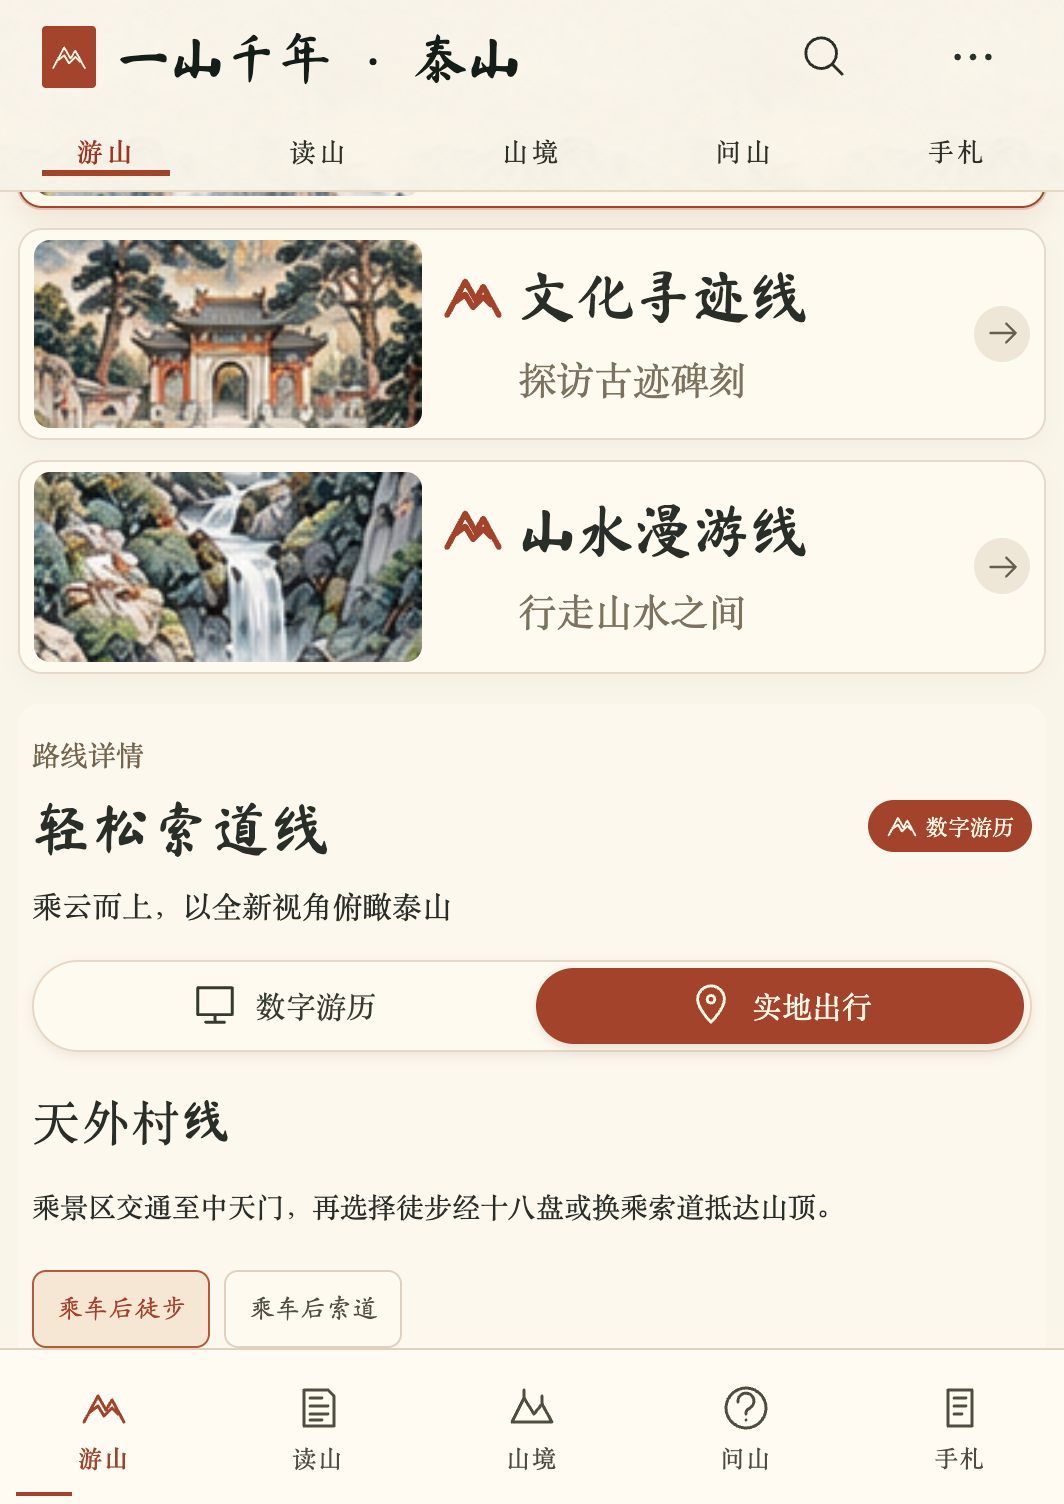 一山千年 · 泰山
游山 读山 山境 问山 手札
文化寻迹线
探访古迹碑刻
山水漫游线
行走山水之间
路线详情
轻松索道线
数字游历
乘云而上，以全新视角俯瞰泰山
数字游历 实地出行
天外村线
乘景区交通至中天门，再选择徒步经十八盘或换乘索道抵达山顶。
乘车后徒步 乘车后索道
游山 读山 山境 问山 手札